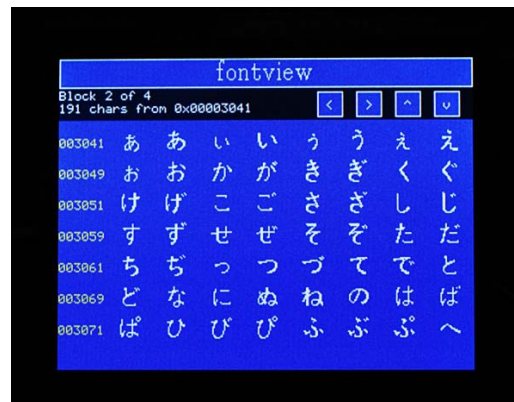 fontview
Block 2 of 4
191 chars from 0x00003041
< > ^ v
003041 ぁ あ ぃ い ぅ う ぇ え
003049 ぉ お か が き ぎ く ぐ
003051 け げ こ ご さ ざ し じ
003059 す ず せ ぜ そ ぞ た だ
003061 ち ぢ っ つ づ て で と
003069 ど な に ぬ ね の は ば
003071 ぱ ひ び ぴ ふ ぶ ぷ へ